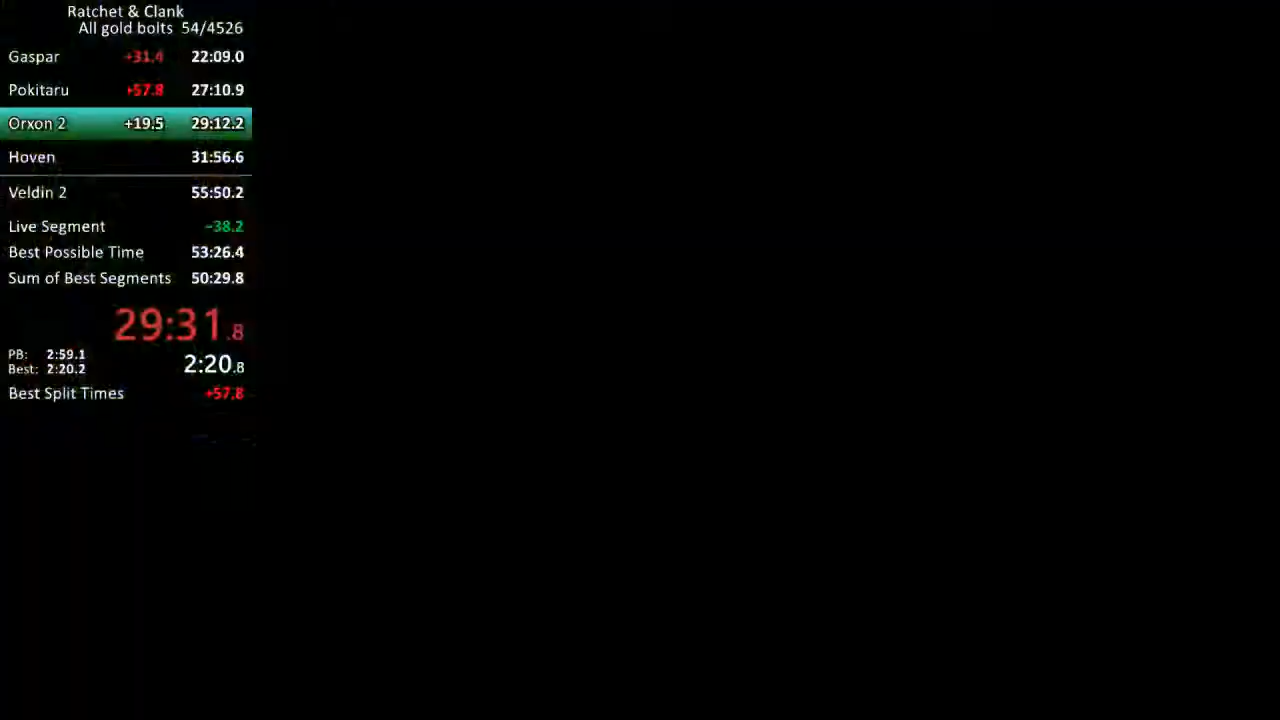 Ratchet & Clank
All gold bolts 54/4526
Gaspar +31.4 22:09.0
Pokitaru +57.8 27:10.9
Orxon 2 +19.5 29:12.2
Hoven 31:56.6
Veldin 2 55:50.2
Live Segment -38.2
Best Possible Time 53:26.4
Sum of Best Segments 50:29.8
29:31.8
PB: 2:59.1
Best: 2:20.2 2:20.8
Best Split Times +57.8